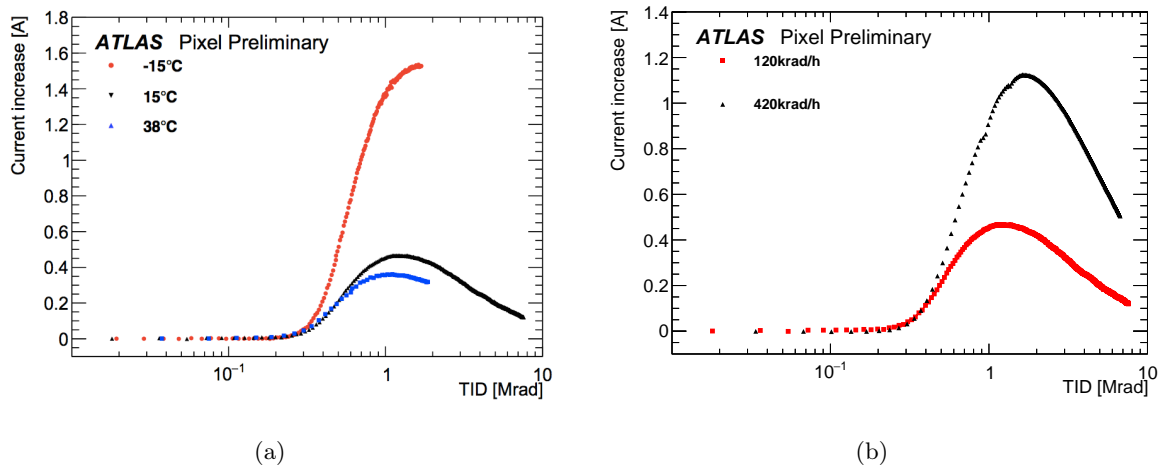 Current increase [A]
ATLAS Pixel Preliminary
-15°C
15°C
38°C
1.8
1.6
1.4
1.2
1
0.8
0.6
0.4
0.2
0
10⁻¹ 1 10
TID [Mrad]
(a)
Current increase [A]
ATLAS Pixel Preliminary
120krad/h
420krad/h
1.4
1.2
1
0.8
0.6
0.4
0.2
0
10⁻¹ 1 10
TID [Mrad]
(b)